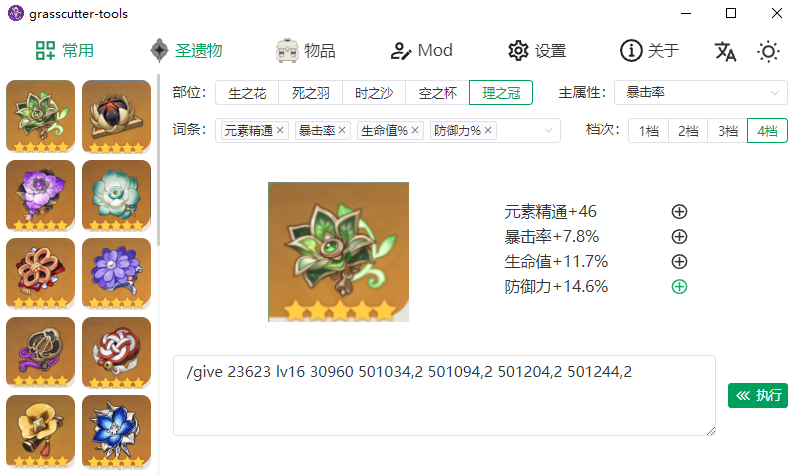 grasscutter-tools
常用 圣遗物 物品 Mod 设置 关于
部位: 生之花 死之羽 时之沙 空之杯 理之冠 主属性: 暴击率
词条: 元素精通 暴击率 生命值% 防御力% 档次: 1档 2档 3档 4档
元素精通+46
暴击率+7.8%
生命值+11.7%
防御力+14.6%
/give 23623 lv16 30960 501034,2 501094,2 501204,2 501244,2
执行